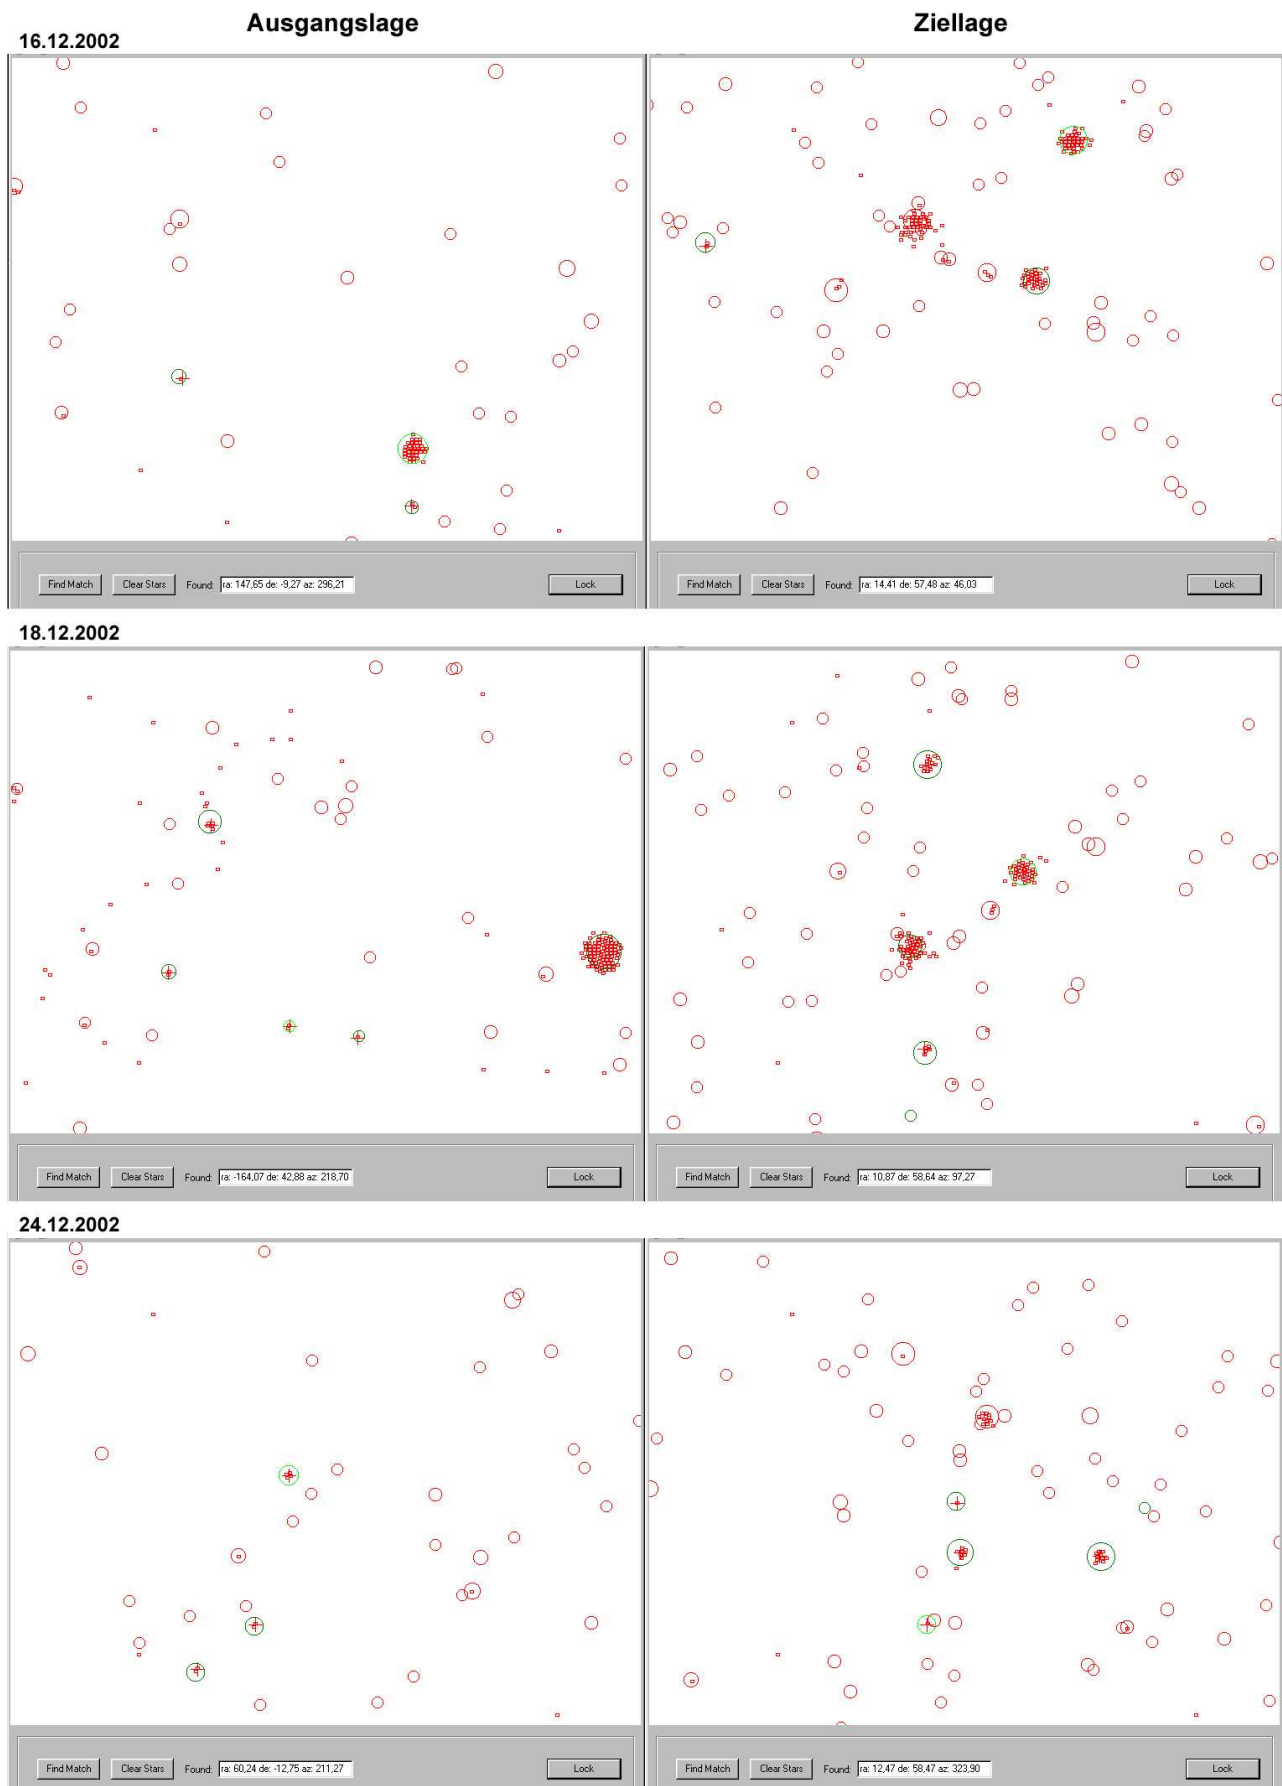 Ausgangslage Ziellage
16.12.2002
Find Match Clear Stars Found: ra: 147,65 de: -9,27 az: 296,21 Lock Find Match Clear Stars Found: ra: 14,41 de: 57,48 az: 46,03 Lock
18.12.2002
Find Match Clear Stars Found: ra: -164,07 de: 42,88 az: 218,70 Lock Find Match Clear Stars Found: ra: 10,87 de: 58,64 az: 97,27 Lock
24.12.2002
Find Match Clear Stars Found: ra: 60,24 de: -12,75 az: 211,27 Lock Find Match Clear Stars Found: ra: 12,47 de: 58,47 az: 323,90 Lock